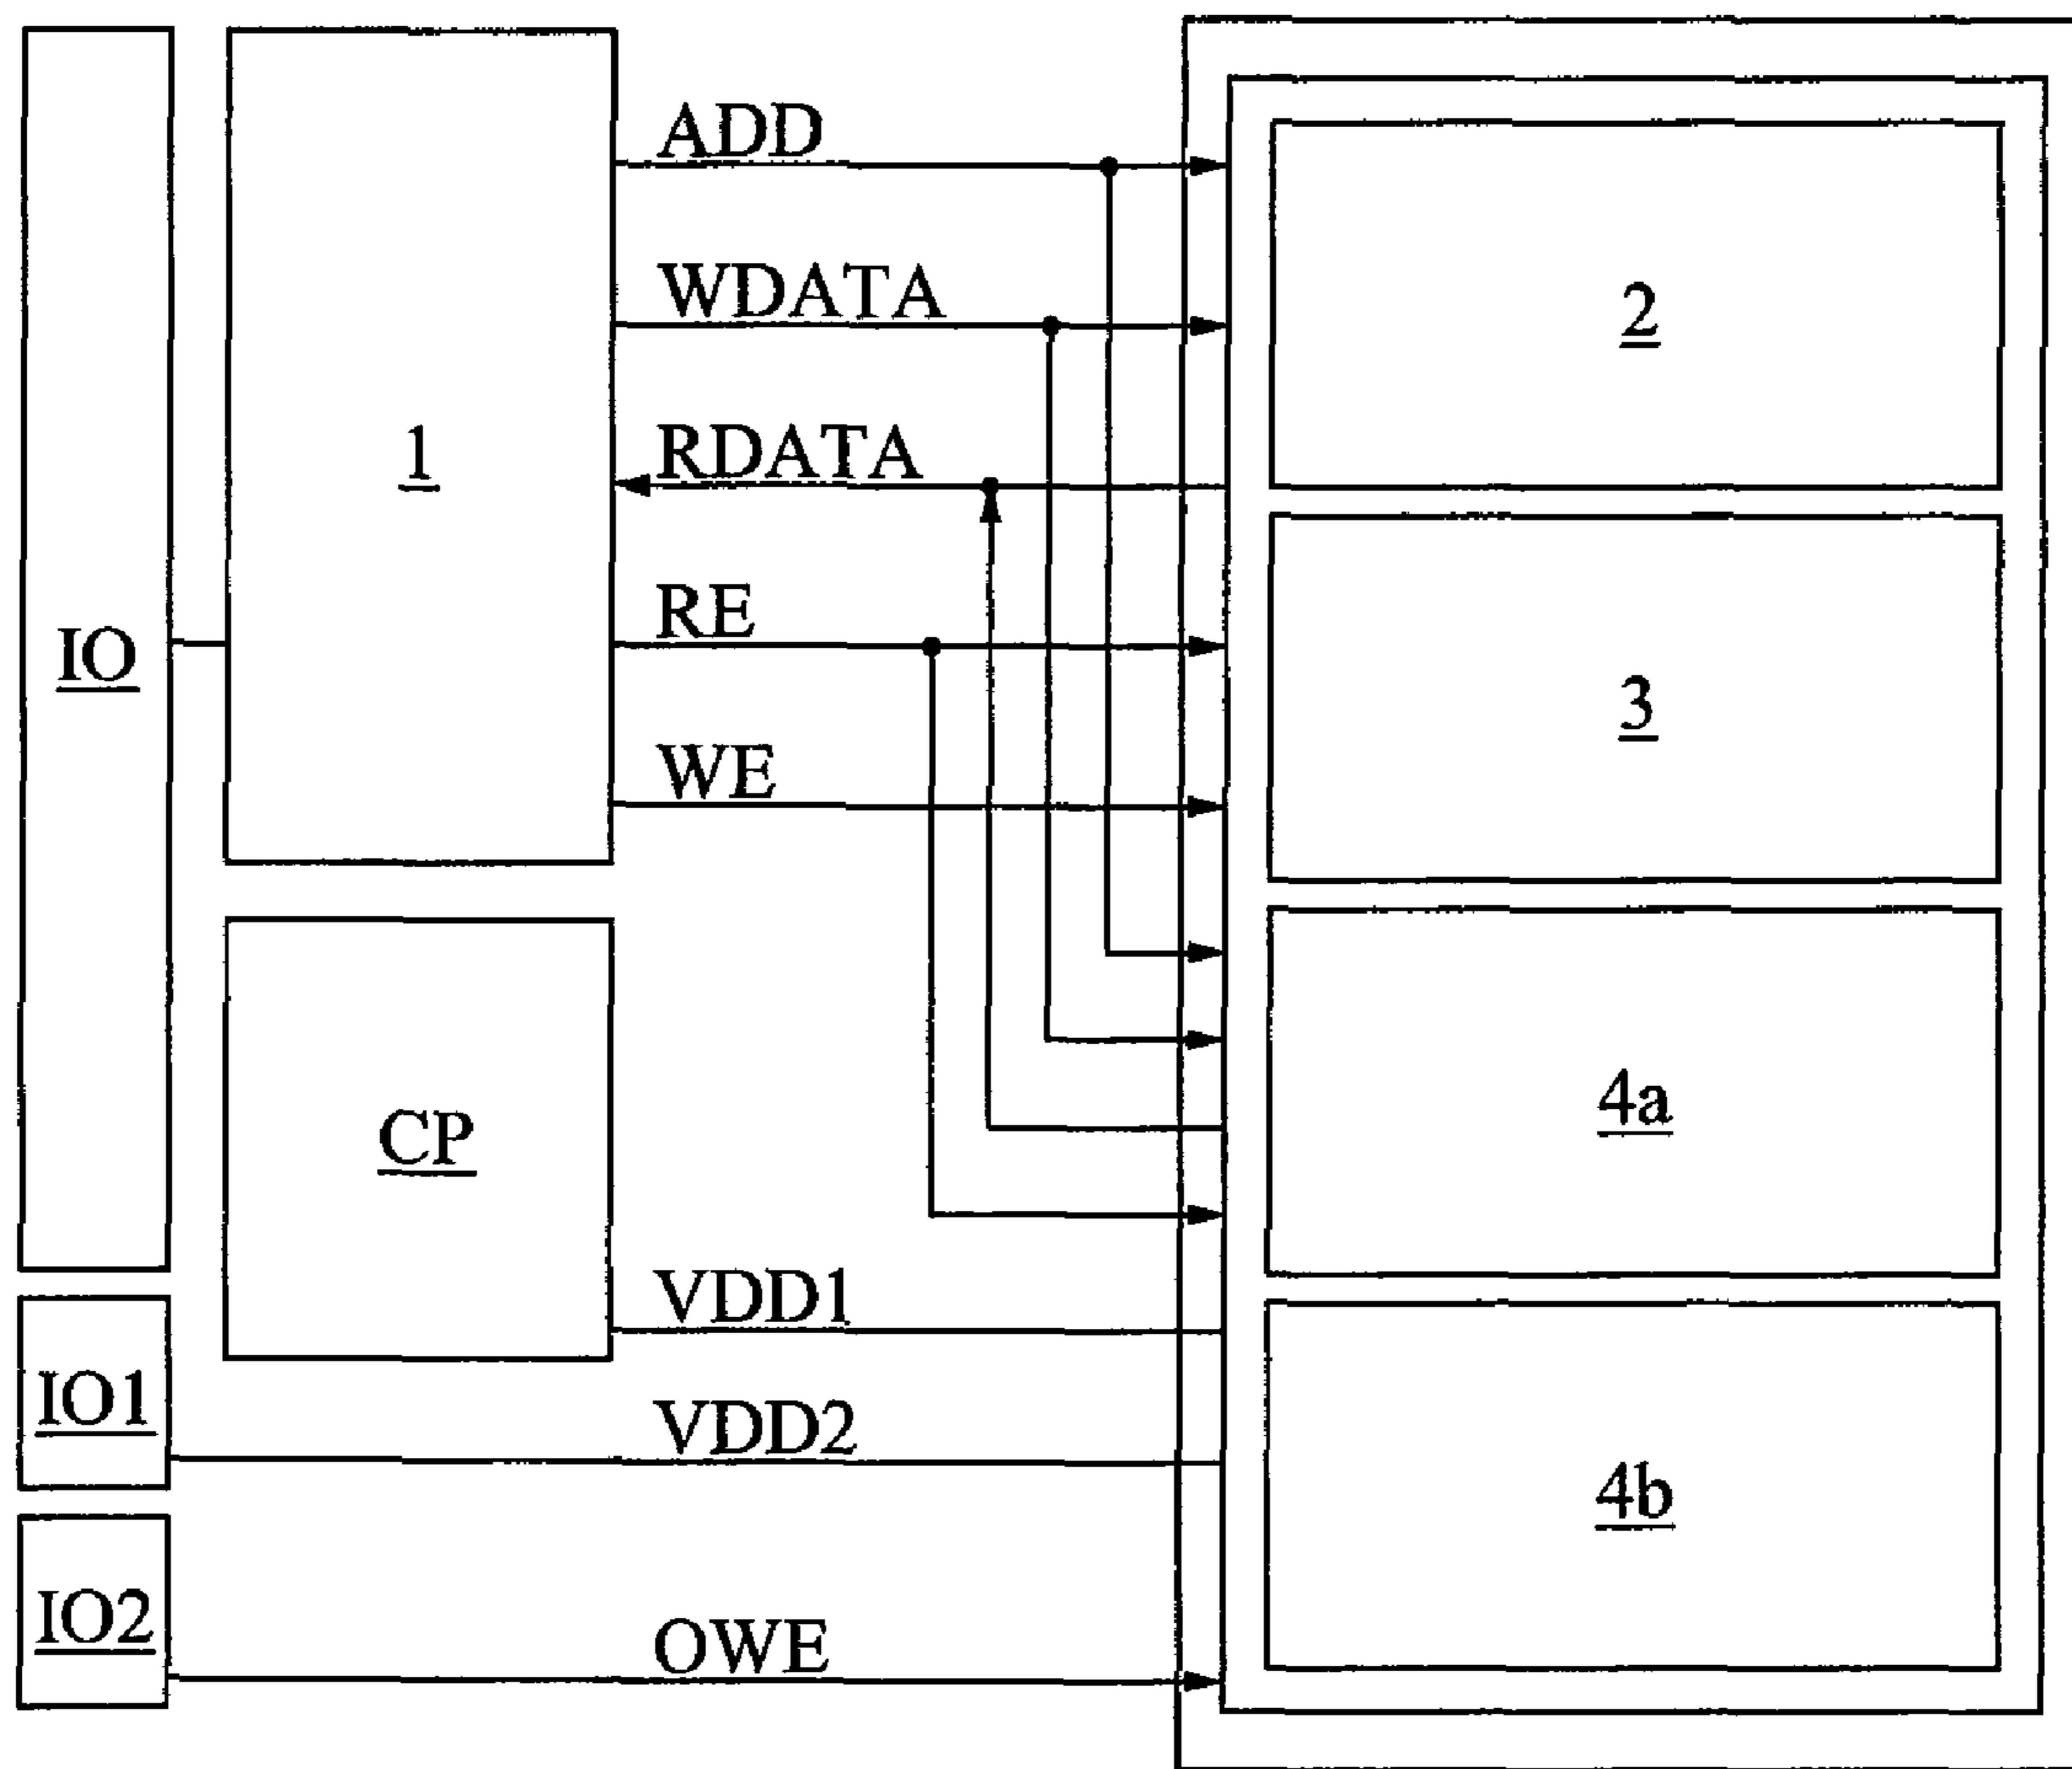 ADD
WDATA
2
1
RDATA
RE
IO
3
WE
4a
CP
VDD1
IO1
VDD2
4b
IO2
OWE